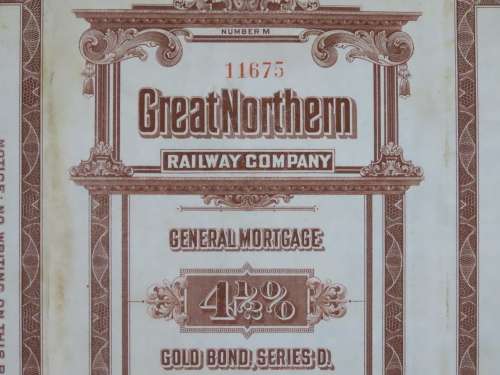 NUMBER M
11675
Great Northern
RAILWAY COMPANY
GENERAL MORTGAGE
4½%
GOLD BOND, SERIES D.
NOTICE: NO WRITING ON THIS